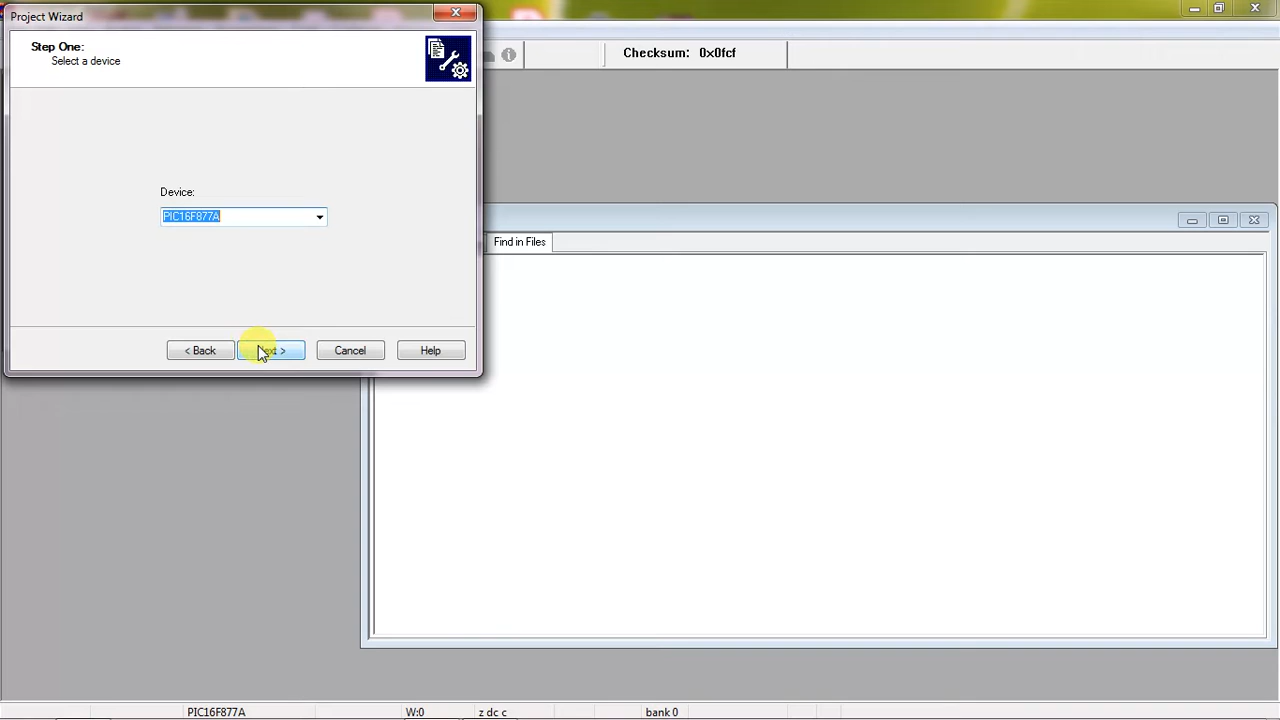 Project Wizard
Step One:
Select a device
Checksum: 0x0fcf
Device:
PIC16F877A
Find in Files
< Back
>
Cancel
Help
PIC16F877A
W:0
z dc c
bank 0